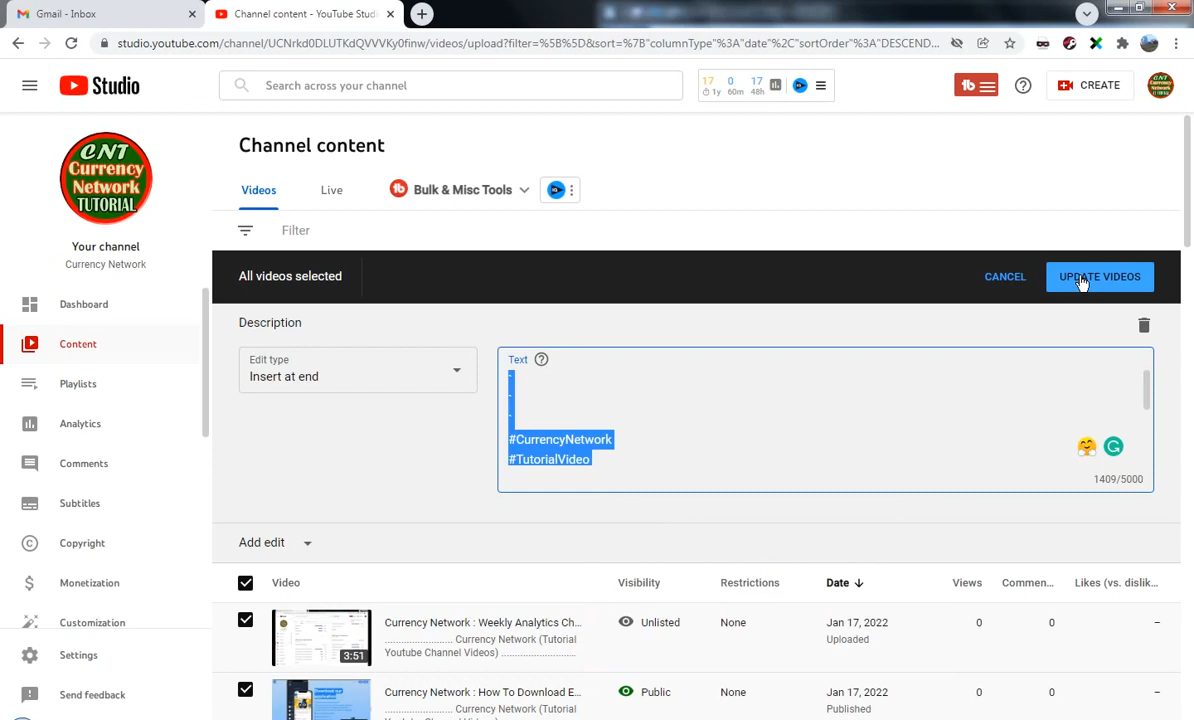 Gmail - Inbox
Channel content - YouTube Studi
studio.youtube.com/channel/UCNrkd0DLUTKdQVVVKy0finw/videos/upload?filter=%5B%5D&sort=%7B"columnType"%3A"date"%2C"sortOrder"%3A"DESCEND...
Studio
Search across your channel
17 0 17
1y 60m 48h
CREATE
CNT
Currency
Network
TUTORIAL
Your channel
Currency Network
Dashboard
Content
Playlists
Analytics
Comments
Subtitles
Copyright
Monetization
Customization
Settings
Send feedback
Channel content
Videos
Live
Bulk & Misc Tools
Filter
All videos selected
CANCEL
UPDATE VIDEOS
Description
Edit type
Insert at end
Text
#CurrencyNetwork
#TutorialVideo
1409/5000
Add edit
Video Visibility Restrictions Date Views Commen... Likes (vs. dislik...
Currency Network : Weekly Analytics Ch...
........................ Currency Network (Tutorial
Youtube Channel Videos) ................................
3:51
Unlisted
None
Jan 17, 2022
Uploaded
0 0 –
Currency Network : How To Download E...
........................ Currency Network (Tutorial
Public
None
Jan 17, 2022
Published
0 0 –